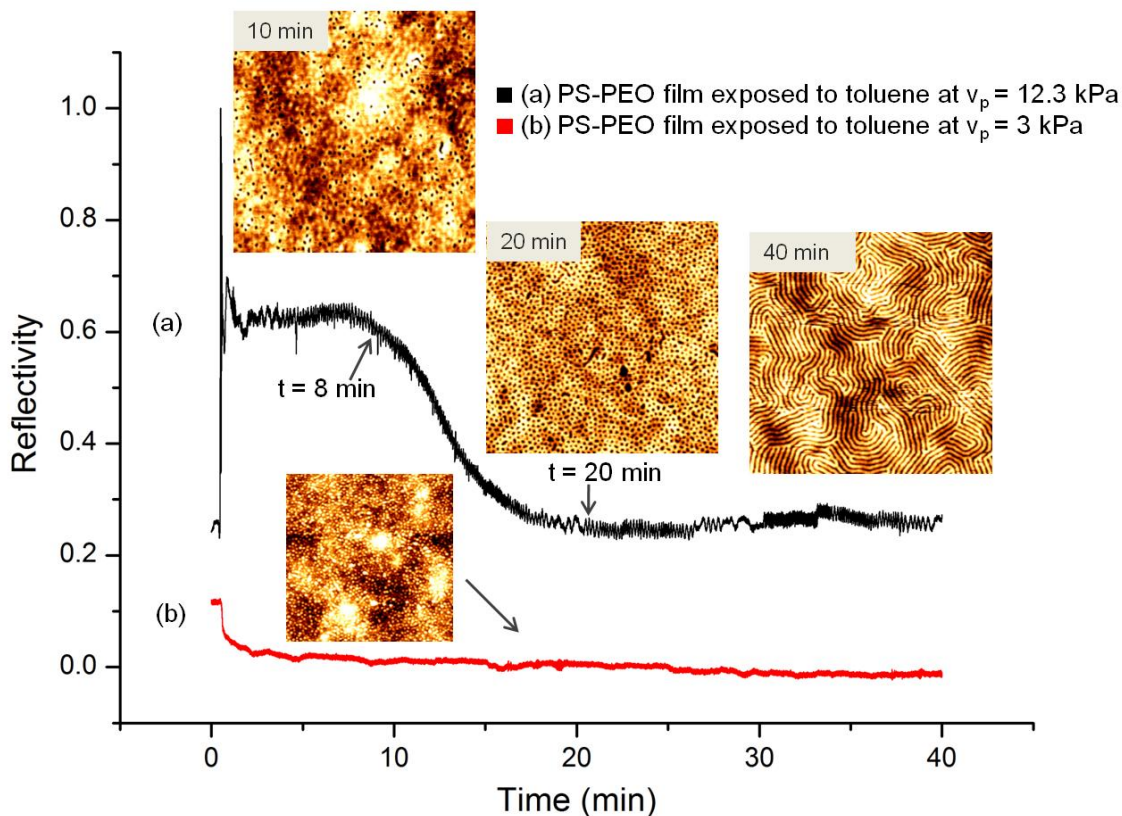 10 min
(a) PS-PEO film exposed to toluene at vp = 12.3 kPa
(b) PS-PEO film exposed to toluene at vp = 3 kPa
1.0
0.8
0.6
0.4
0.2
0.0
Reflectivity
20 min
40 min
(a)
t = 8 min
t = 20 min
(b)
0
10
20
30
40
Time (min)